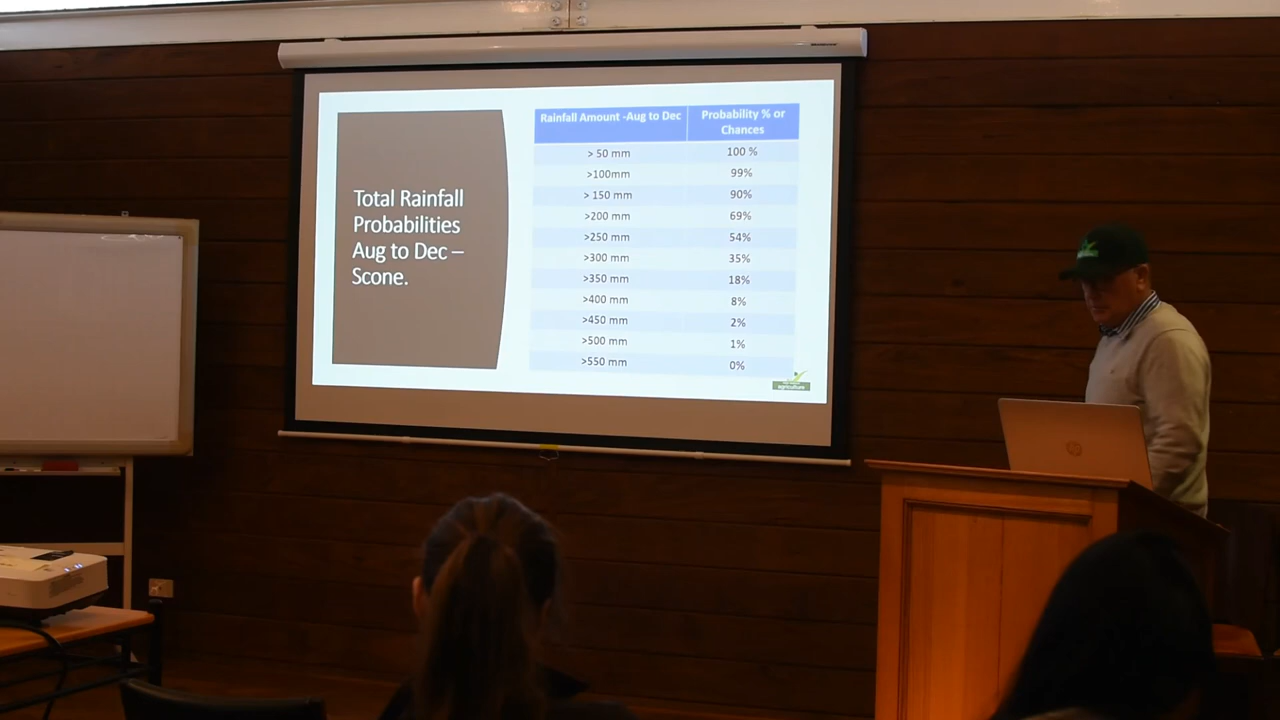 Total Rainfall
Probabilities
Aug to Dec –
Scone.
Rainfall Amount -Aug to Dec Probability % or
Chances
> 50 mm 100 %
>100mm 99%
> 150 mm 90%
>200 mm 69%
>250 mm 54%
>300 mm 35%
>350 mm 18%
>400 mm 8%
>450 mm 2%
>500 mm 1%
>550 mm 0%
agriculture